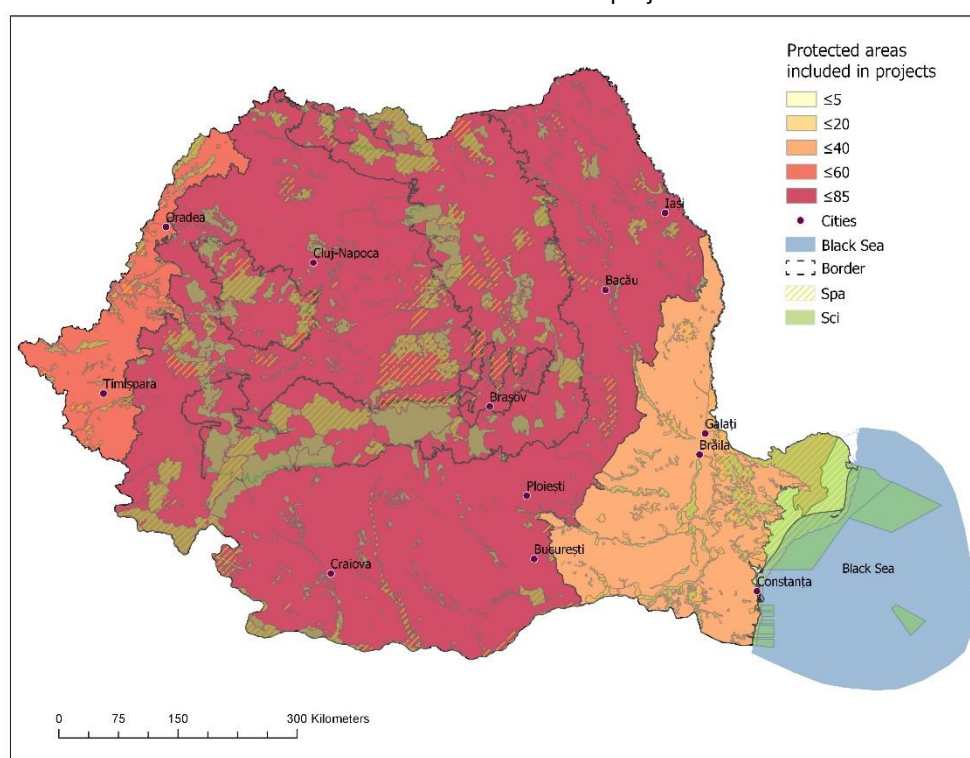 Protected areas
included in projects
≤5
≤20
≤40
≤60
≤85
Cities
Black Sea
Border
Spa
Sci
Oradea
Cluj-Napoca
Iași
Bacău
Timișoara
Brașov
Galați
Brăila
Ploiești
București
Craiova
Constanța
Black Sea
0 75 150 300 Kilometers